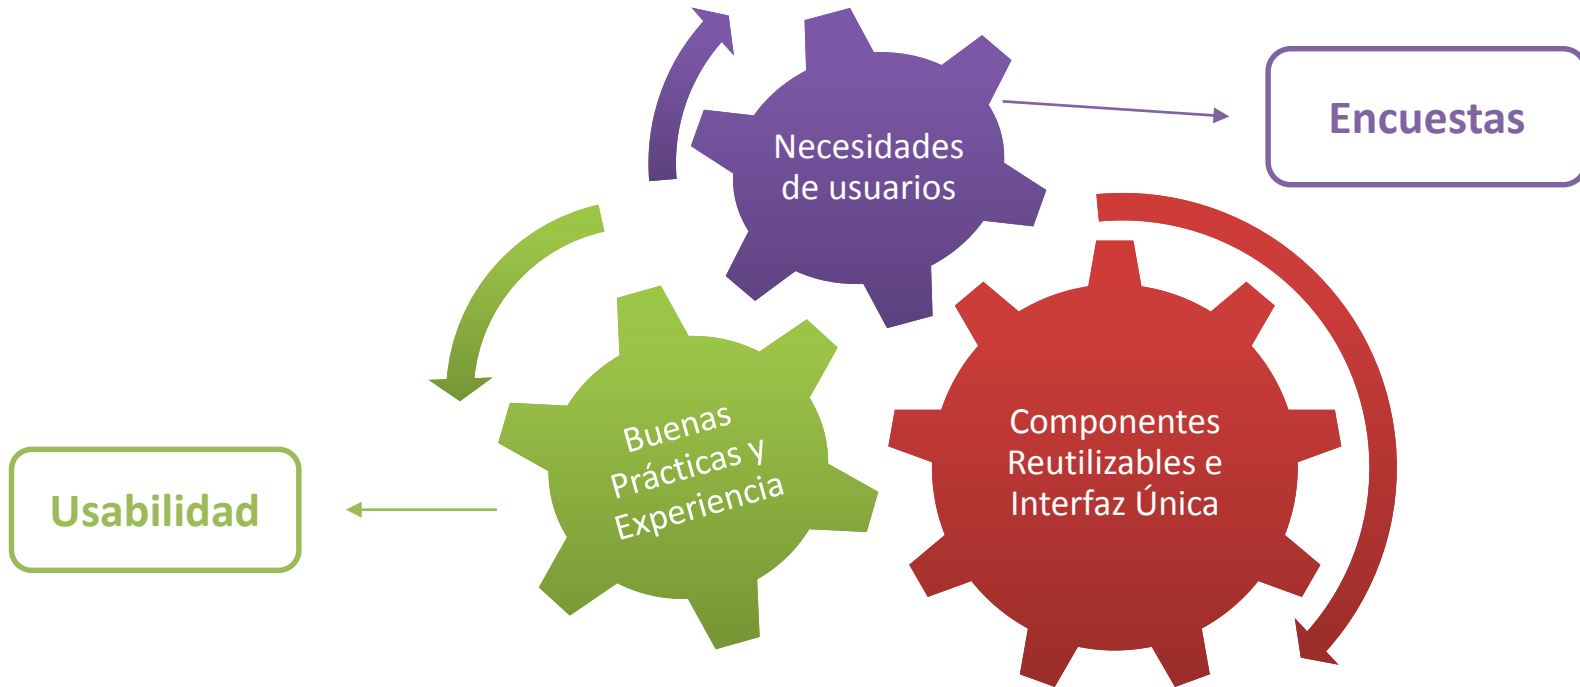 Necesidades
de usuarios
Encuestas
Buenas
Prácticas y
Experiencia
Usabilidad
Componentes
Reutilizables e
Interfaz Única